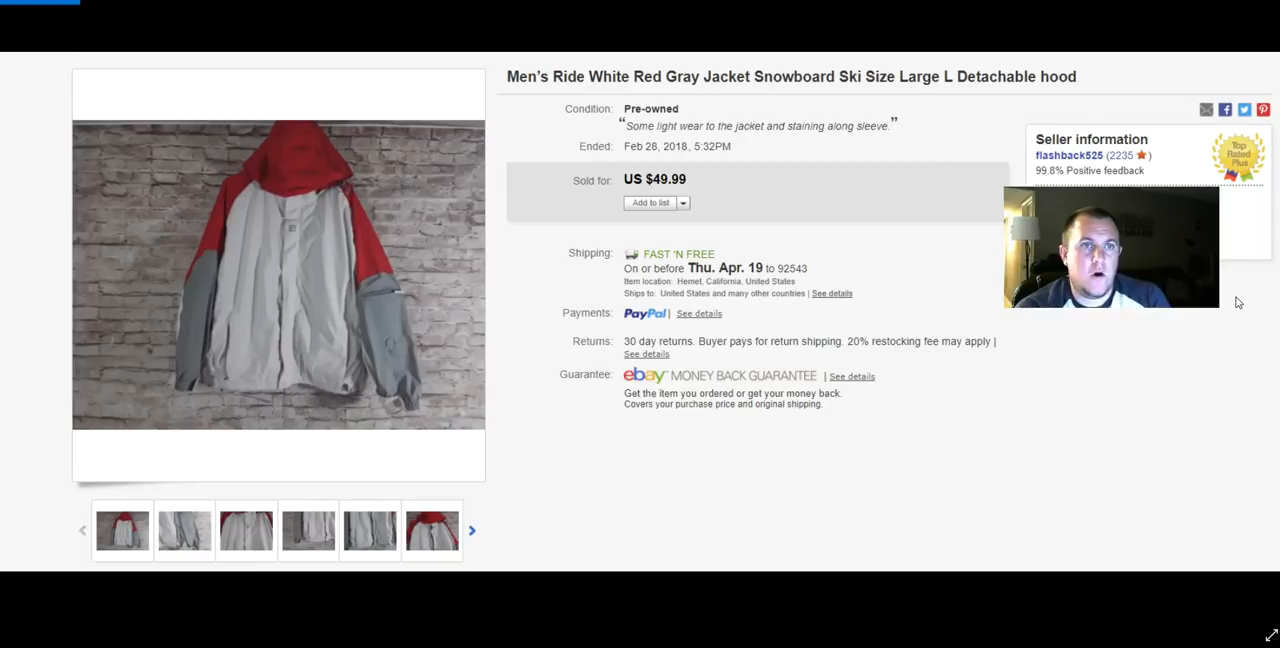 Men's Ride White Red Gray Jacket Snowboard Ski Size Large L Detachable hood
Condition: Pre-owned
“Some light wear to the jacket and staining along sleeve.”
Ended: Feb 28, 2018, 5:32PM
Sold for: US $49.99
Add to list
Shipping: FAST 'N FREE
On or before Thu. Apr. 19 to 92543
Item location: Hemet, California, United States
Ships to: United States and many other countries | See details
Payments: PayPal | See details
Returns: 30 day returns. Buyer pays for return shipping. 20% restocking fee may apply |
See details
Guarantee: ebay MONEY BACK GUARANTEE | See details
Get the item you ordered or get your money back.
Covers your purchase price and original shipping.
Seller information
flashback525 (2235 ★)
99.8% Positive feedback
Top
Rated
Plus